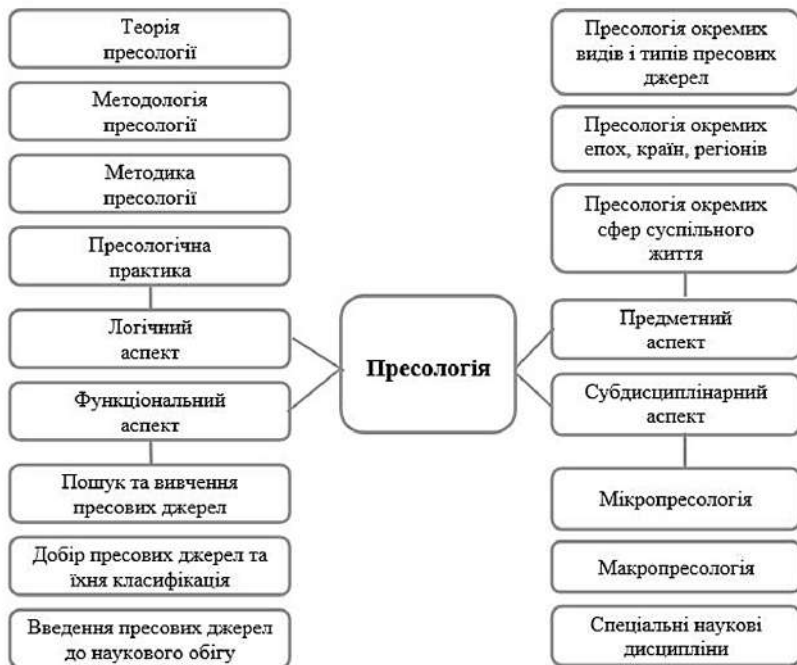 Теорія
пресології
Методологія
пресології
Методика
пресології
Пресологічна
практика
Логічний
аспект
Функціональний
аспект
Пошук та вивчення
пресових джерел
Добір пресових джерел та
їхня класифікація
Введення пресових джерел
до наукового обігу
Пресологія
Пресологія окремих
видів і типів пресових
джерел
Пресологія окремих
епох, країн, регіонів
Пресологія окремих
сфер суспільного
життя
Предметний
аспект
Субдисциплінарний
аспект
Мікропресологія
Макропресологія
Спеціальні наукові
дисципліни